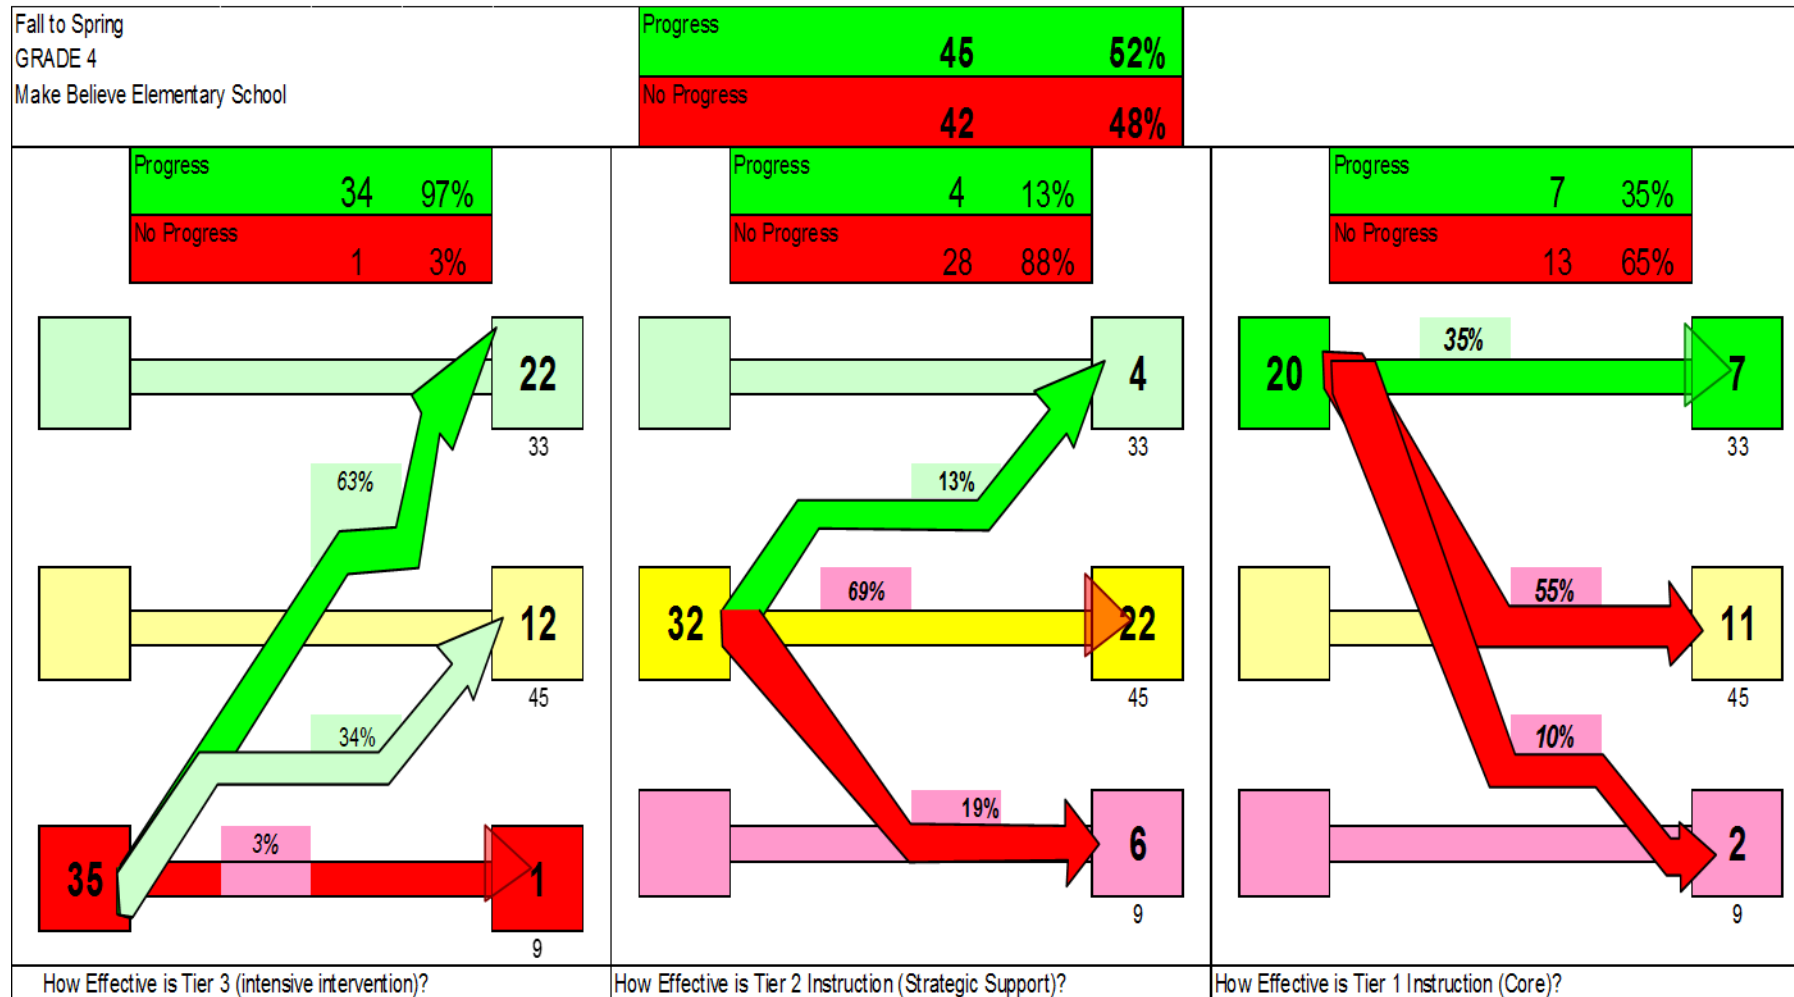 Fall to Spring
GRADE 4
Make Believe Elementary School
Progress
45 52%
No Progress
42 48%
Progress
34 97%
No Progress
1 3%
22
33
63%
12
45
34%
35
3%
1
9
How Effective is Tier 3 (intensive intervention)?
Progress
4 13%
No Progress
28 88%
4
33
13%
32
69%
22
45
19%
6
9
How Effective is Tier 2 Instruction (Strategic Support)?
Progress
7 35%
No Progress
13 65%
20
35%
7
33
55%
11
45
10%
2
9
How Effective is Tier 1 Instruction (Core)?